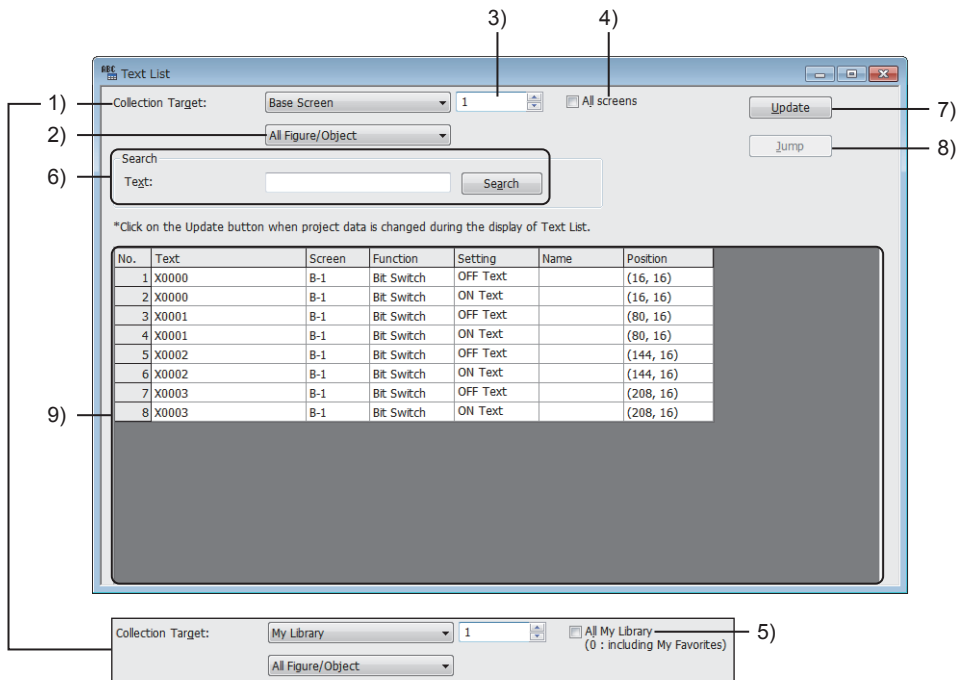 3)
4)
ABC Text List
1)
Collection Target:
Base Screen
1
All screens
Update
7)
2)
All Figure/Object
Jump
8)
Search
6)
Text:
Search
*Click on the Update button when project data is changed during the display of Text List.
No. Text Screen Function Setting Name Position
1 X0000 B-1 Bit Switch OFF Text (16, 16)
2 X0000 B-1 Bit Switch ON Text (16, 16)
3 X0001 B-1 Bit Switch OFF Text (80, 16)
4 X0001 B-1 Bit Switch ON Text (80, 16)
5 X0002 B-1 Bit Switch OFF Text (144, 16)
6 X0002 B-1 Bit Switch ON Text (144, 16)
7 X0003 B-1 Bit Switch OFF Text (208, 16)
8 X0003 B-1 Bit Switch ON Text (208, 16)
9)
Collection Target:
My Library
1
All My Library
(0 : including My Favorites)
5)
All Figure/Object